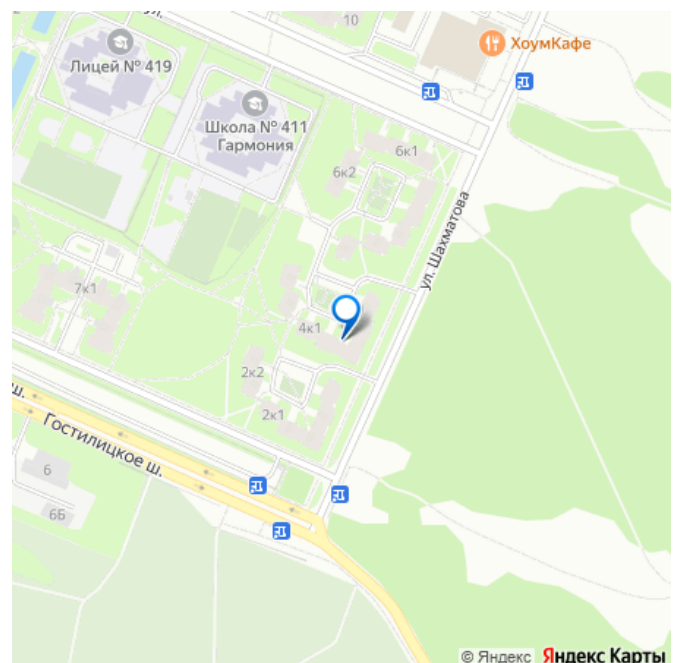 ул.
10
ХоумКафе
Лицей № 419
Школа № 411
Гармония
6к1
6к2
ул. Шахматова
7к1
4к1
2к2
2к1
ш.
Гостилицкое ш.
6
6Б
© Яндекс Яндекс Карты